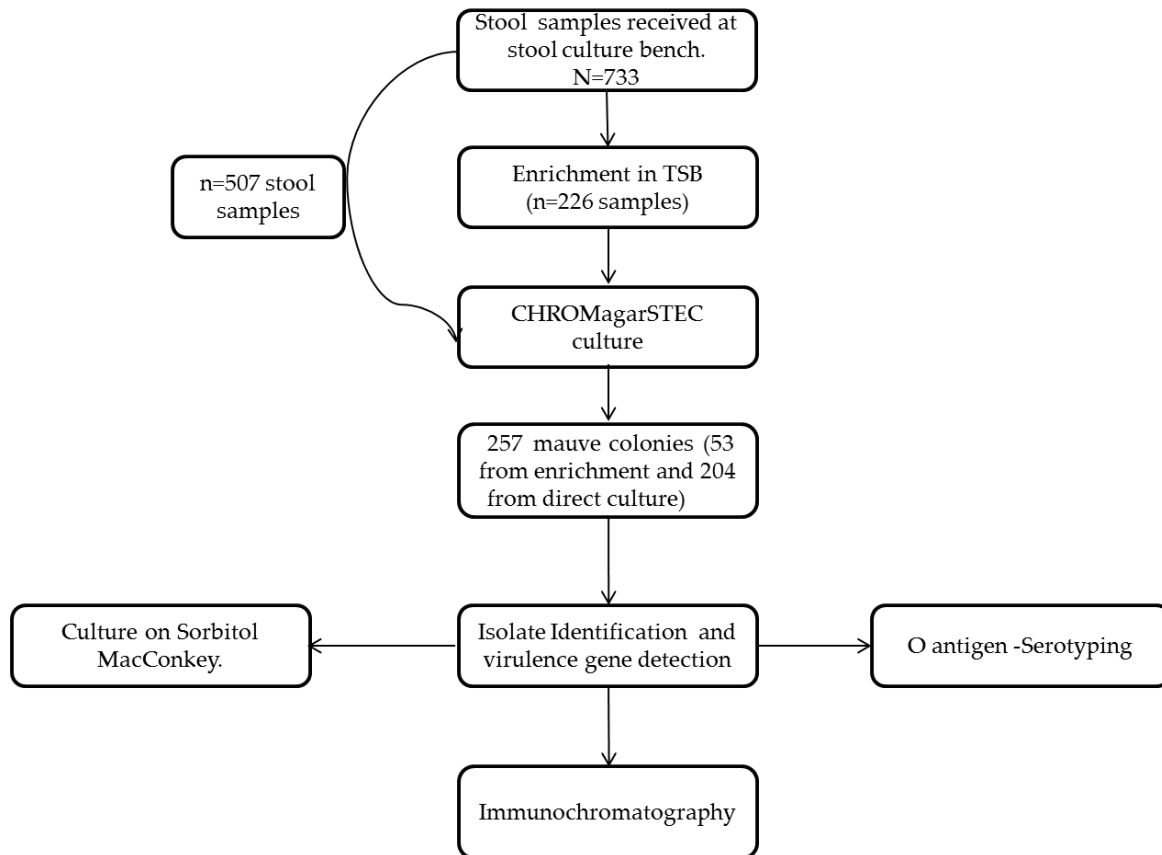 Stool samples received at
stool culture bench.
N=733
n=507 stool
samples
Enrichment in TSB
(n=226 samples)
CHROMagarSTEC
culture
257 mauve colonies (53
from enrichment and 204
from direct culture)
Culture on Sorbitol
MacConkey.
Isolate Identification and
virulence gene detection
O antigen -Serotyping
Immunochromatography